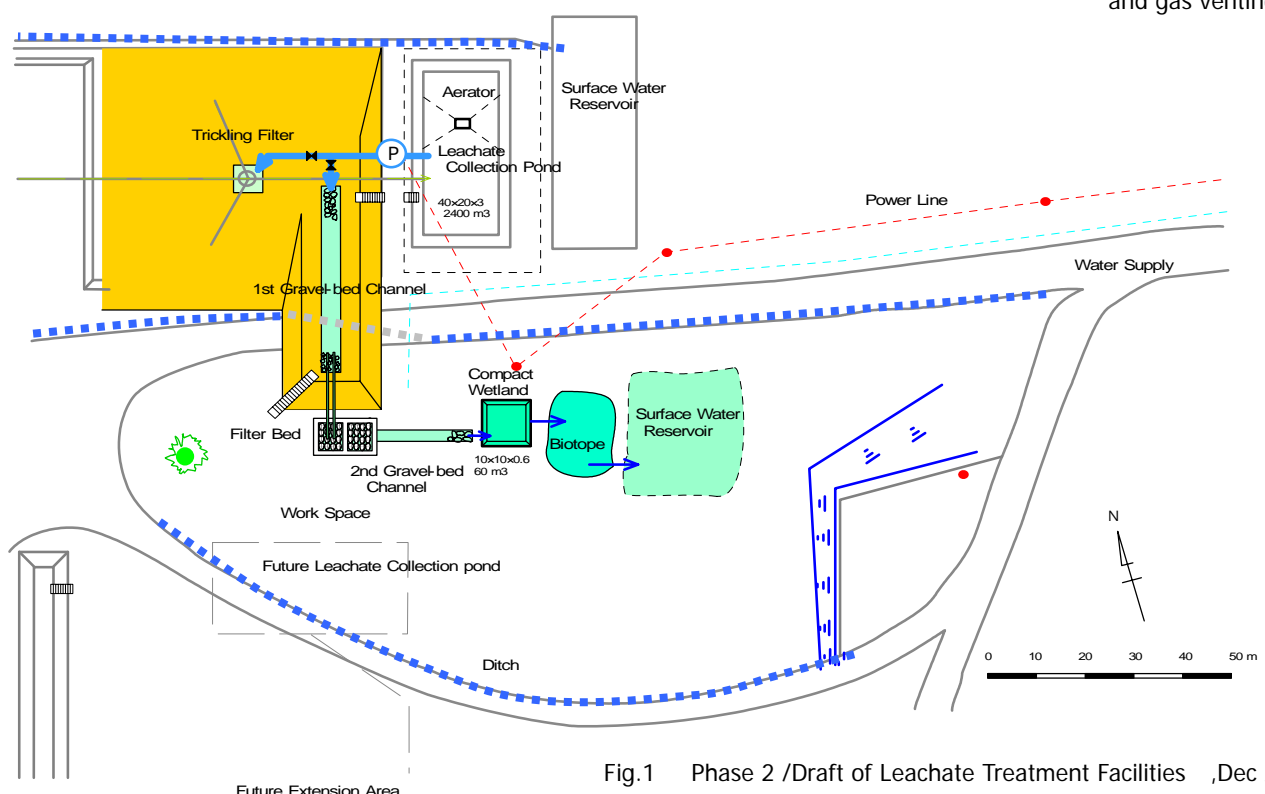 and gas ventin
Aerator
Surface Water
Reservoir
Trickling Filter
P
Leachate
Collection Pond
40×20×3
2400 m3
Power Line
Water Supply
1st Gravel-bed Channel
Compact
Wetland
Surface Water
Reservoir
Filter Bed
Biotope
10×10×0.6
60 m3
2nd Gravel-bed
Channel
Work Space
N
Future Leachate Collection pond
Ditch
0 10 20 30 40 50 m
Fig.1 Phase 2 /Draft of Leachate Treatment Facilities ,Dec
Future Extension Area